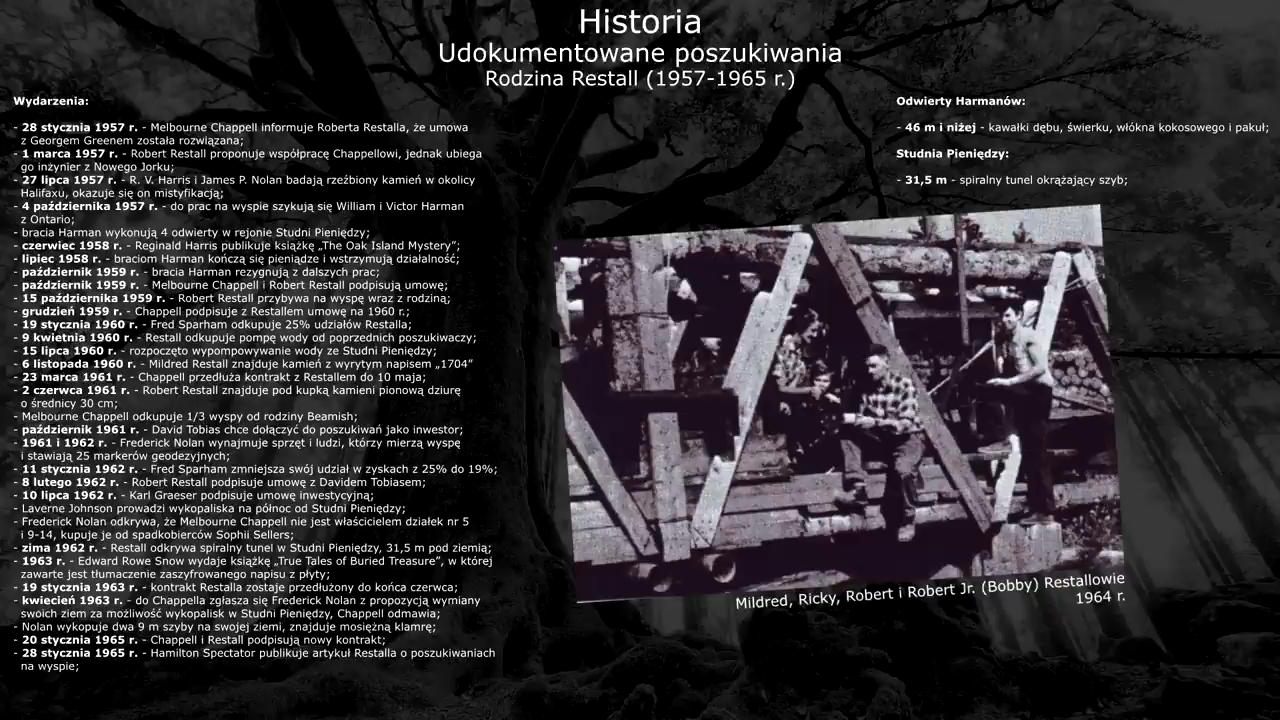 Historia
Udokumentowane poszukiwania
Rodzina Restall (1957-1965 r.)
Wydarzenia:
- 28 stycznia 1957 r. - Melbourne Chappell informuje Roberta Restalla, że umowa
z Georgem Greenem została rozwiązana;
- 1 marca 1957 r. - Robert Restall proponuje współpracę Chappellowi, jednak ubiega
go inżynier z Nowego Jorku;
- 27 lipca 1957 r. - R. V. Harris i James P. Nolan badają rzeźbiony kamień w okolicy
Halifaxu, okazuje się on mistyfikacją;
- 4 października 1957 r. - do prac na wyspie szykują się William i Victor Harman
z Ontario;
- bracia Harman wykonują 4 odwierty w rejonie Studni Pieniędzy;
- czerwiec 1958 r. - Reginald Harris publikuje książkę „The Oak Island Mystery”;
- lipiec 1958 r. - braciom Harman kończą się pieniądze i wstrzymują działalność;
- październik 1959 r. - bracia Harman rezygnują z dalszych prac;
- październik 1959 r. - Melbourne Chappell i Robert Restall podpisują umowę;
- 15 października 1959 r. - Robert Restall przybywa na wyspę wraz z rodziną;
- grudzień 1959 r. - Chappell podpisuje z Restallem umowę na 1960 r.;
- 19 stycznia 1960 r. - Fred Sparham odkupuje 25% udziałów Restalla;
- 9 kwietnia 1960 r. - Restall odkupuje pompę wody od poprzednich poszukiwaczy;
- 15 lipca 1960 r. - rozpoczęto wypompowywanie wody ze Studni Pieniędzy;
- 6 listopada 1960 r. - Mildred Restall znajduje kamień z wyrytym napisem „1704”
- 23 marca 1961 r. - Chappell przedłuża kontrakt z Restallem do 10 maja;
- 2 czerwca 1961 r. - Robert Restall znajduje pod kupką kamieni pionową dziurę
o średniej 30 cm;
- Melbourne Chappell odkupuje 1/3 wyspy od rodziny Beamish;
- październik 1961 r. - David Tobias chce dołączyć do poszukiwań jako inwestor;
- 1961 i 1962 r. - Frederick Nolan wynajmuje sprzęt i ludzi, którzy mierzą wyspę
i stawiają 25 markerów geodezyjnych;
- 11 stycznia 1962 r. - Fred Sparham zmniejsza swój udział w zyskach z 25% do 19%;
- 8 lutego 1962 r. - Robert Restall podpisuje umowę z Davidem Tobiasem;
- 10 lipca 1962 r. - Karl Graeser podpisuje umowę inwestycyjną;
- Laverne Johnson prowadzi wykopaliska na północ od Studni Pieniędzy;
- Frederick Nolan odkrywa, że Melbourne Chappell nie jest właścicielem działek nr 5
i 9-14, kupuje je od spadkobierców Sophii Sellers;
- zima 1962 r. - Restall odkrywa spiralny tunel w Studni Pieniędzy, 31,5 m pod ziemią;
- 1963 r. - Edward Rowe Snow wydaje książkę „True Tales of Buried Treasure”, w której
zawarte jest tłumaczenie zaszyfrowanego napisu z płyty;
- 19 stycznia 1963 r. - kontrakt Restalla zostaje przedłużony do końca czerwca;
- kwiecień 1963 r. - do Chappella zgłasza się Frederick Nolan z propozycją wymiany
swoich ziem za możliwość wykopalisk w Studni Pieniędzy, Chappell odmawia;
- Nolan wykopuje dwa 9 m szyby na swojej ziemi, znajduje mosiężną klamrę;
- 20 stycznia 1965 r. - Chappell i Restall podpisują nowy kontrakt;
- 28 stycznia 1965 r. - Hamilton Spectator publikuje artykuł Restalla o poszukiwaniach
na wyspie;
Odwierty Harmanów:
- 46 m i niżej - kawałki dębu, świerku, włókna kokosowego i pakuł;
Studnia Pieniędzy:
- 31,5 m - spiralny tunel okrążający szyb;
Mildred, Ricky, Robert i Robert Jr. (Bobby) Restallowie
1964 r.